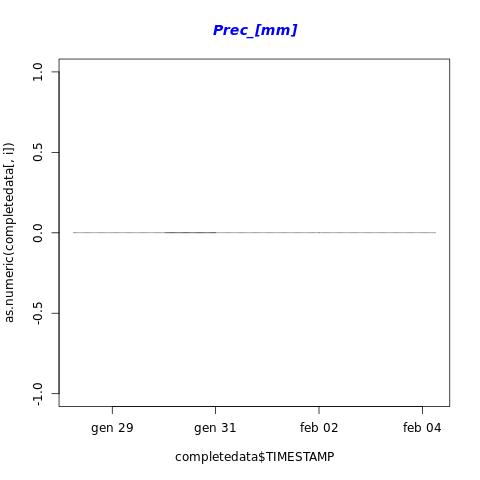 Prec_[mm]
as.numeric(completedata[, i])
1.0
0.5
0.0
-0.5
-1.0
gen 29 gen 31 feb 02 feb 04
completedata$TIMESTAMP